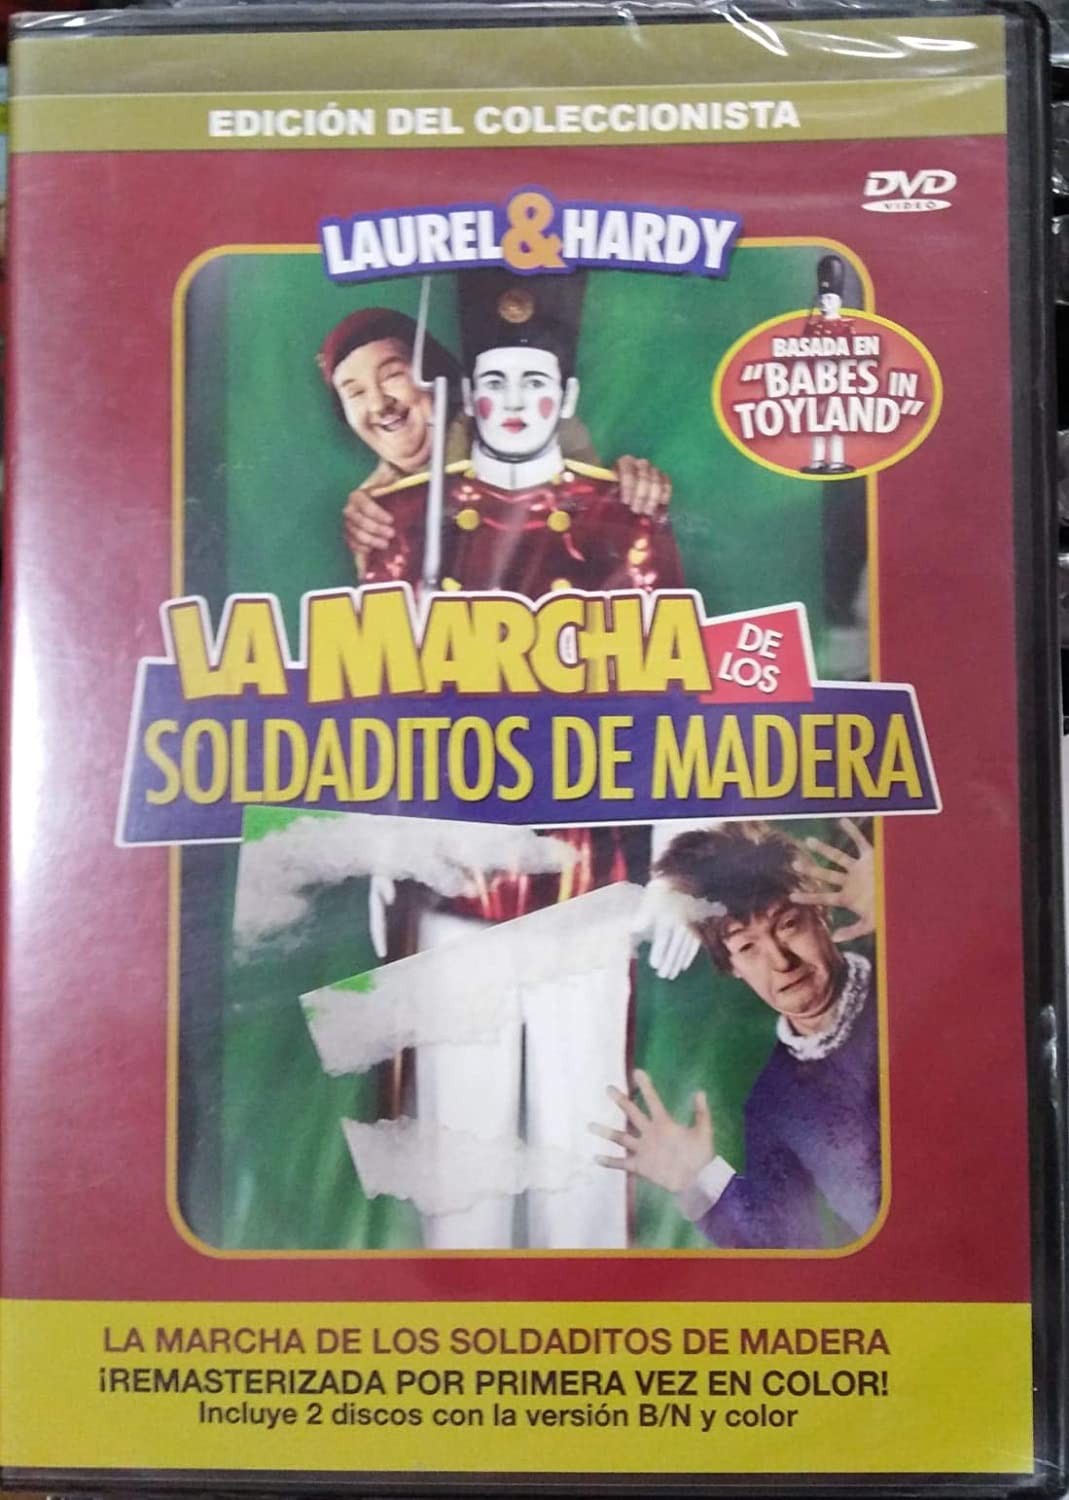 EDICIÓN DEL COLECCIONISTA
DVD
VIDEO
LAUREL & HARDY
BASADA EN
"BABES IN
TOYLAND"
LA MARCHA DE LOS
SOLDADITOS DE MADERA
LA MARCHA DE LOS SOLDADITOS DE MADERA
¡REMASTERIZADA POR PRIMERA VEZ EN COLOR!
Incluye 2 discos con la versión B/N y color